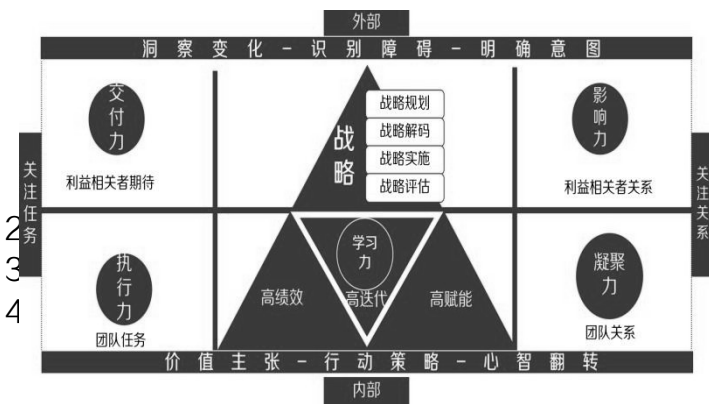 外部
洞察变化-识别障碍-明确意图
交付力
利益相关者期待
战略
战略规划
战略解码
战略实施
战略评估
影响力
利益相关者关系
关注任务
关注关系
2
3
4
执行力
团队任务
学习力
高绩效
高迭代
高赋能
凝聚力
团队关系
价值主张-行动策略-心智翻转
内部